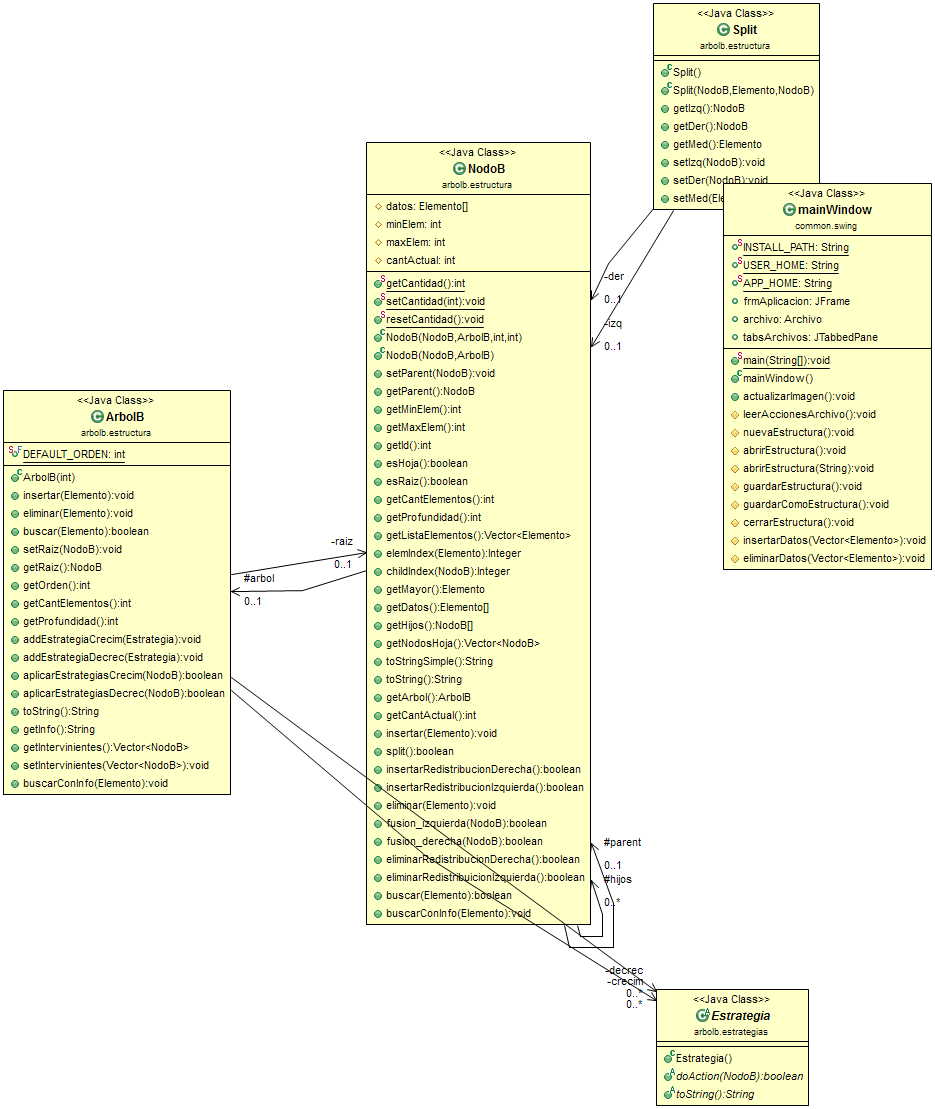 <<Java Class>>
Split
arbolb.estructura
Split()
Split(NodoB,Elemento,NodoB)
getIzq():NodoB
getDer():NodoB
getMed():Elemento
setIzq(NodoB):void
setDer(NodoB):void
<<Java Class>>
mainWindow
common.swing
INSTALL_PATH: String
USER_HOME: String
APP_HOME: String
frmAplicacion: JFrame
archivo: Archivo
tabsArchivos: JTabbedPane
main(String[]):void
mainWindow()
actualizarImagen():void
leerAccionesArchivo():void
nuevaEstructura():void
abrirEstructura():void
abrirEstructura(String):void
guardarEstructura():void
guardarComoEstructura():void
cerrarEstructura():void
insertarDatos(Vector<Elemento>):void
eliminarDatos(Vector<Elemento>):void
<<Java Class>>
NodoB
arbolb.estructura
datos: Elemento[]
minElem: int
maxElem: int
cantActual: int
getCantidad():int
setCantidad(int):void
resetCantidad():void
NodoB(NodoB,ArbolB,int,int)
NodoB(NodoB,ArbolB)
setParent(NodoB):void
getParent():NodoB
getMinElem():int
getMaxElem():int
getId():int
esHoja():boolean
esRaiz():boolean
getCantElementos():int
getProfundidad():int
getListaElementos():Vector<Elemento>
elemIndex(Elemento):Integer
childIndex(NodoB):Integer
getMayor():Elemento
getDatos():Elemento[]
getHijos():NodoB[]
getNodosHoja():Vector<NodoB>
toStringSimple():String
toString():String
getArbol():ArbolB
getCantActual():int
insertar(Elemento):void
split():boolean
insertarRedistribucionDerecha():boolean
insertarRedistribucionIzquierda():boolean
eliminar(Elemento):void
fusion_izquierda(NodoB):boolean
fusion_derecha(NodoB):boolean
eliminarRedistribucionDerecha():boolean
eliminarRedistribuicionIzquierda():boolean
buscar(Elemento):boolean
buscarConInfo(Elemento):void
-der
0..1
-izq
0..1
<<Java Class>>
ArbolB
arbolb.estructura
DEFAULT_ORDEN: int
ArbolB(int)
insertar(Elemento):void
eliminar(Elemento):void
buscar(Elemento):boolean
setRaiz(NodoB):void
getRaiz():NodoB
getOrden():int
getCantElementos():int
getProfundidad():int
addEstrategiaCrecim(Estrategia):void
addEstrategiaDecrec(Estrategia):void
aplicarEstrategiasCrecim(NodoB):boolean
aplicarEstrategiasDecrec(NodoB):boolean
toString():String
getInfo():String
getIntervinientes():Vector<NodoB>
setIntervinientes(Vector<NodoB>):void
buscarConInfo(Elemento):void
-raiz
0..1
#arbol
0..1
#parent
0..1
#hijos
0..*
-decrec
-crecim
0..*
0..*
<<Java Class>>
Estrategia
arbolb.estrategias
Estrategia()
doAction(NodoB):boolean
toString():String